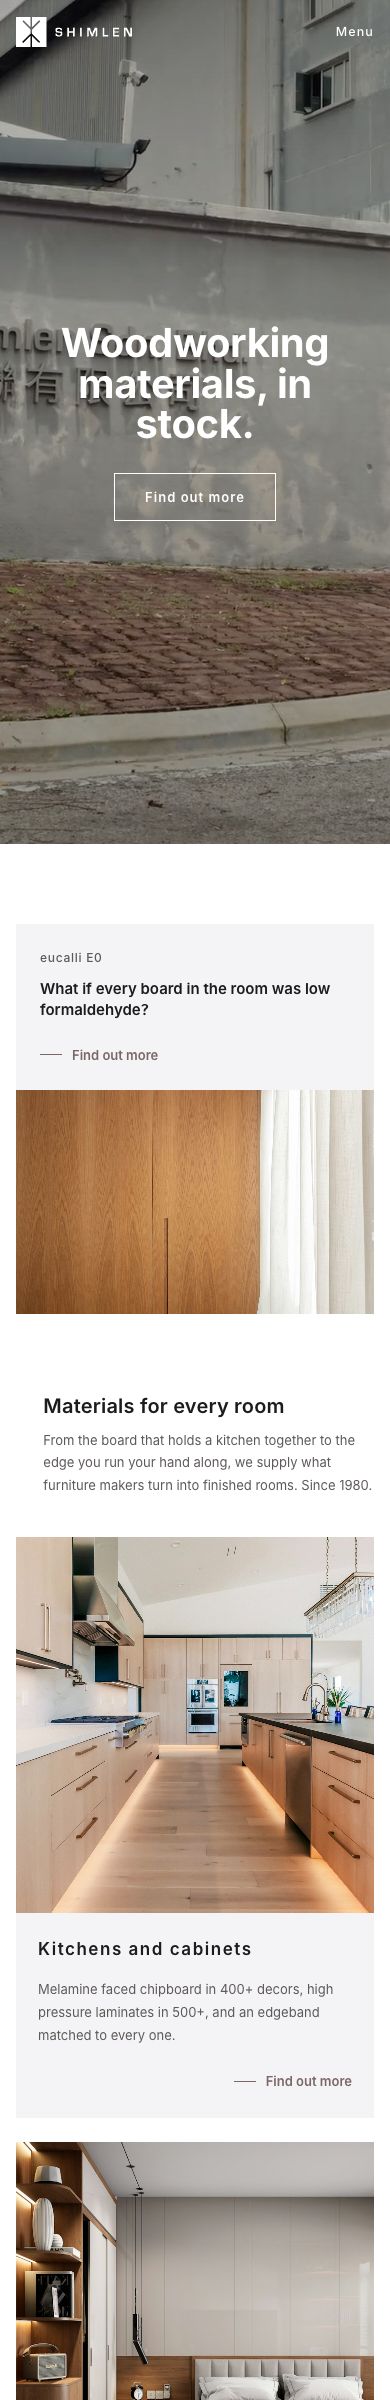 SHIMLEN
Menu
Woodworking
materials, in
stock.
有限公司
Find out more
eucalli E0
What if every board in the room was low
formaldehyde?
Find out more
Materials for every room
From the board that holds a kitchen together to the
edge you run your hand along, we supply what
furniture makers turn into finished rooms. Since 1980.
Kitchens and cabinets
Melamine faced chipboard in 400+ decors, high
pressure laminates in 500+, and an edgeband
matched to every one.
Find out more